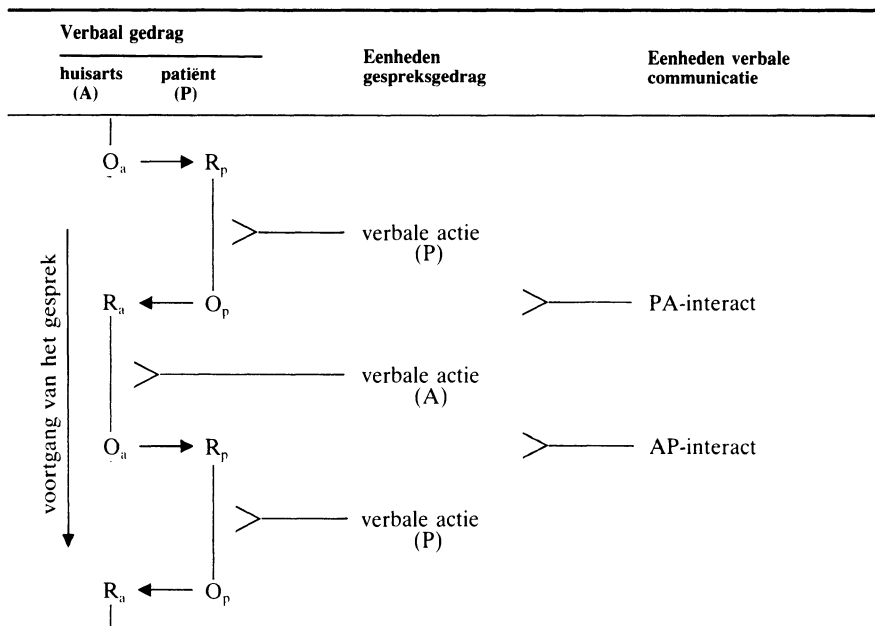 Verbaal gedrag
huisarts patiënt
(A) (P)
Eenheden
gespreksgedrag
Eenheden verbale
communicatie
Oₐ Rₚ
verbale actie
(P)
Rₐ Oₚ
PA-interact
verbale actie
(A)
Oₐ Rₚ
AP-interact
verbale actie
(P)
Rₐ Oₚ
voortgang van het gesprek